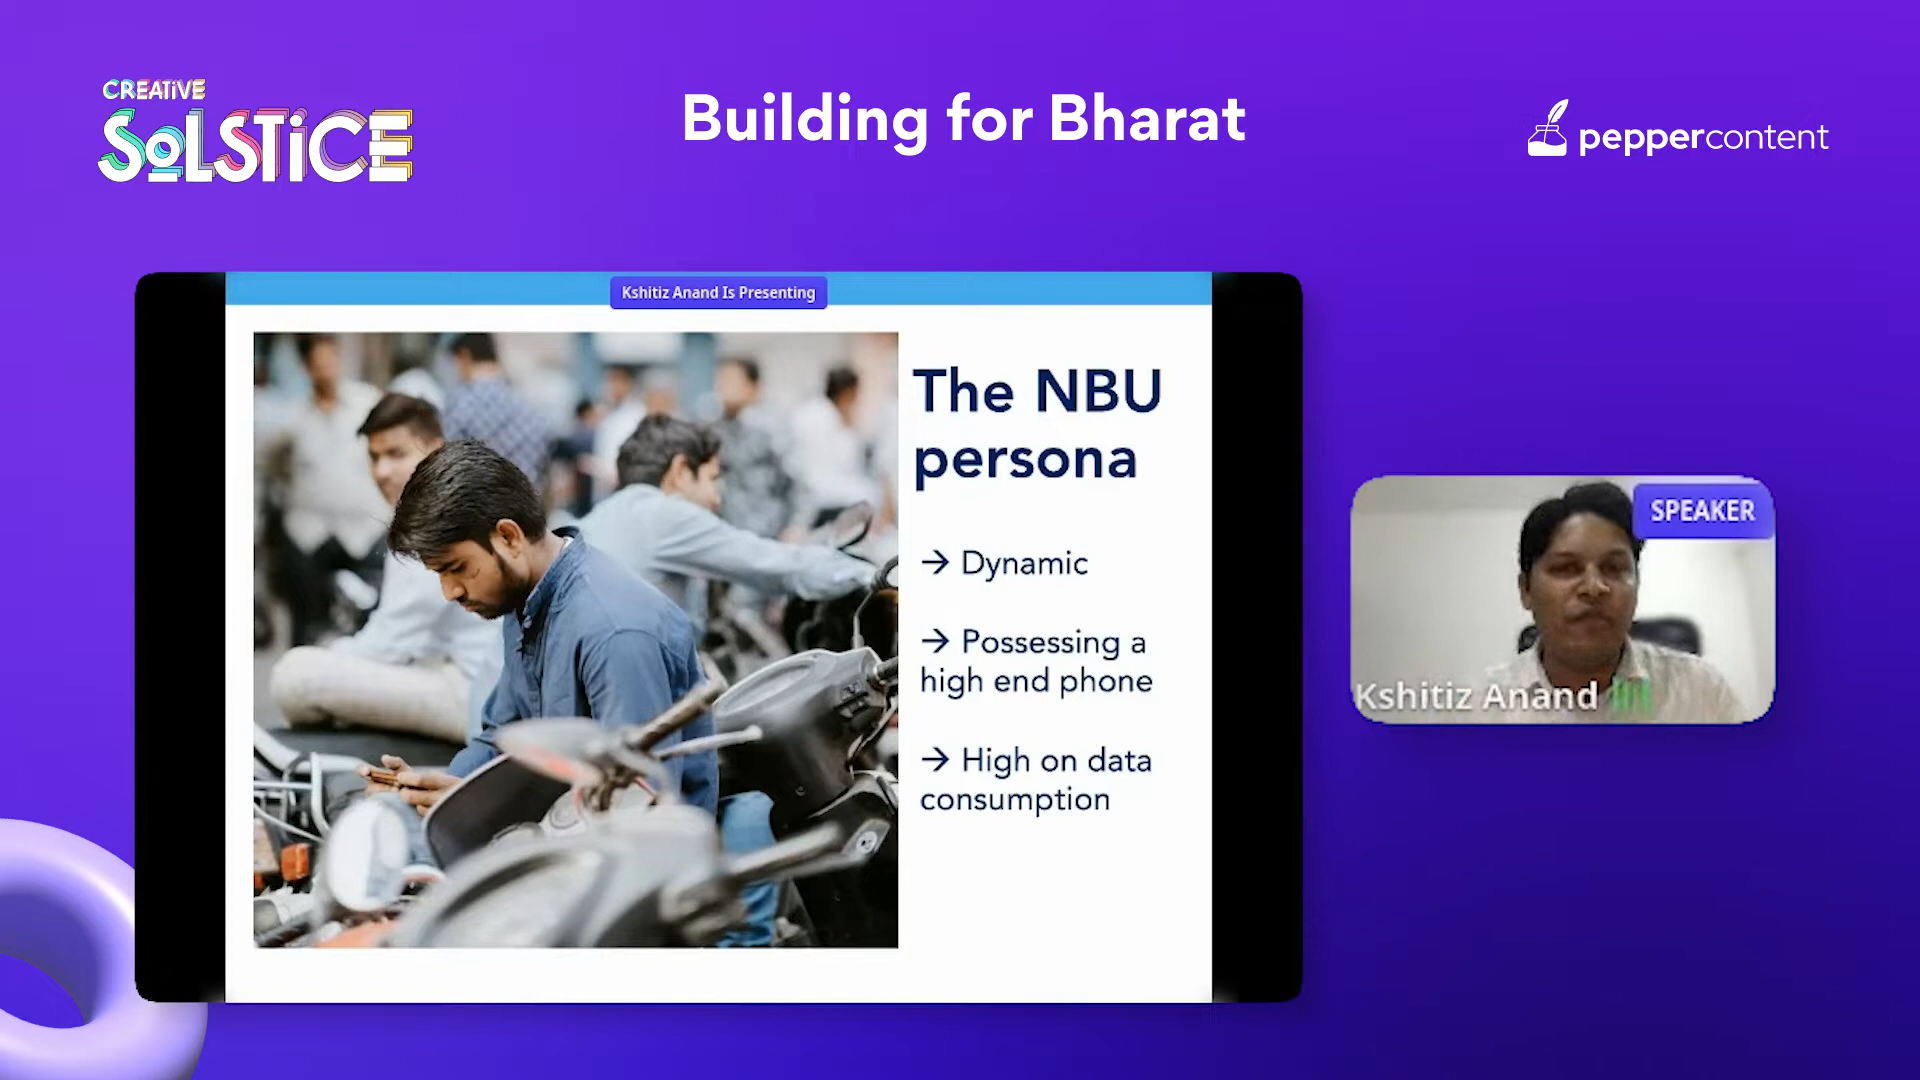 CREATiVE
SoLSTiCE
Building for Bharat
peppercontent
Kshitiz Anand Is Presenting
The NBU
persona
→ Dynamic
→ Possessing a
high end phone
→ High on data
consumption
SPEAKER
Kshitiz Anand